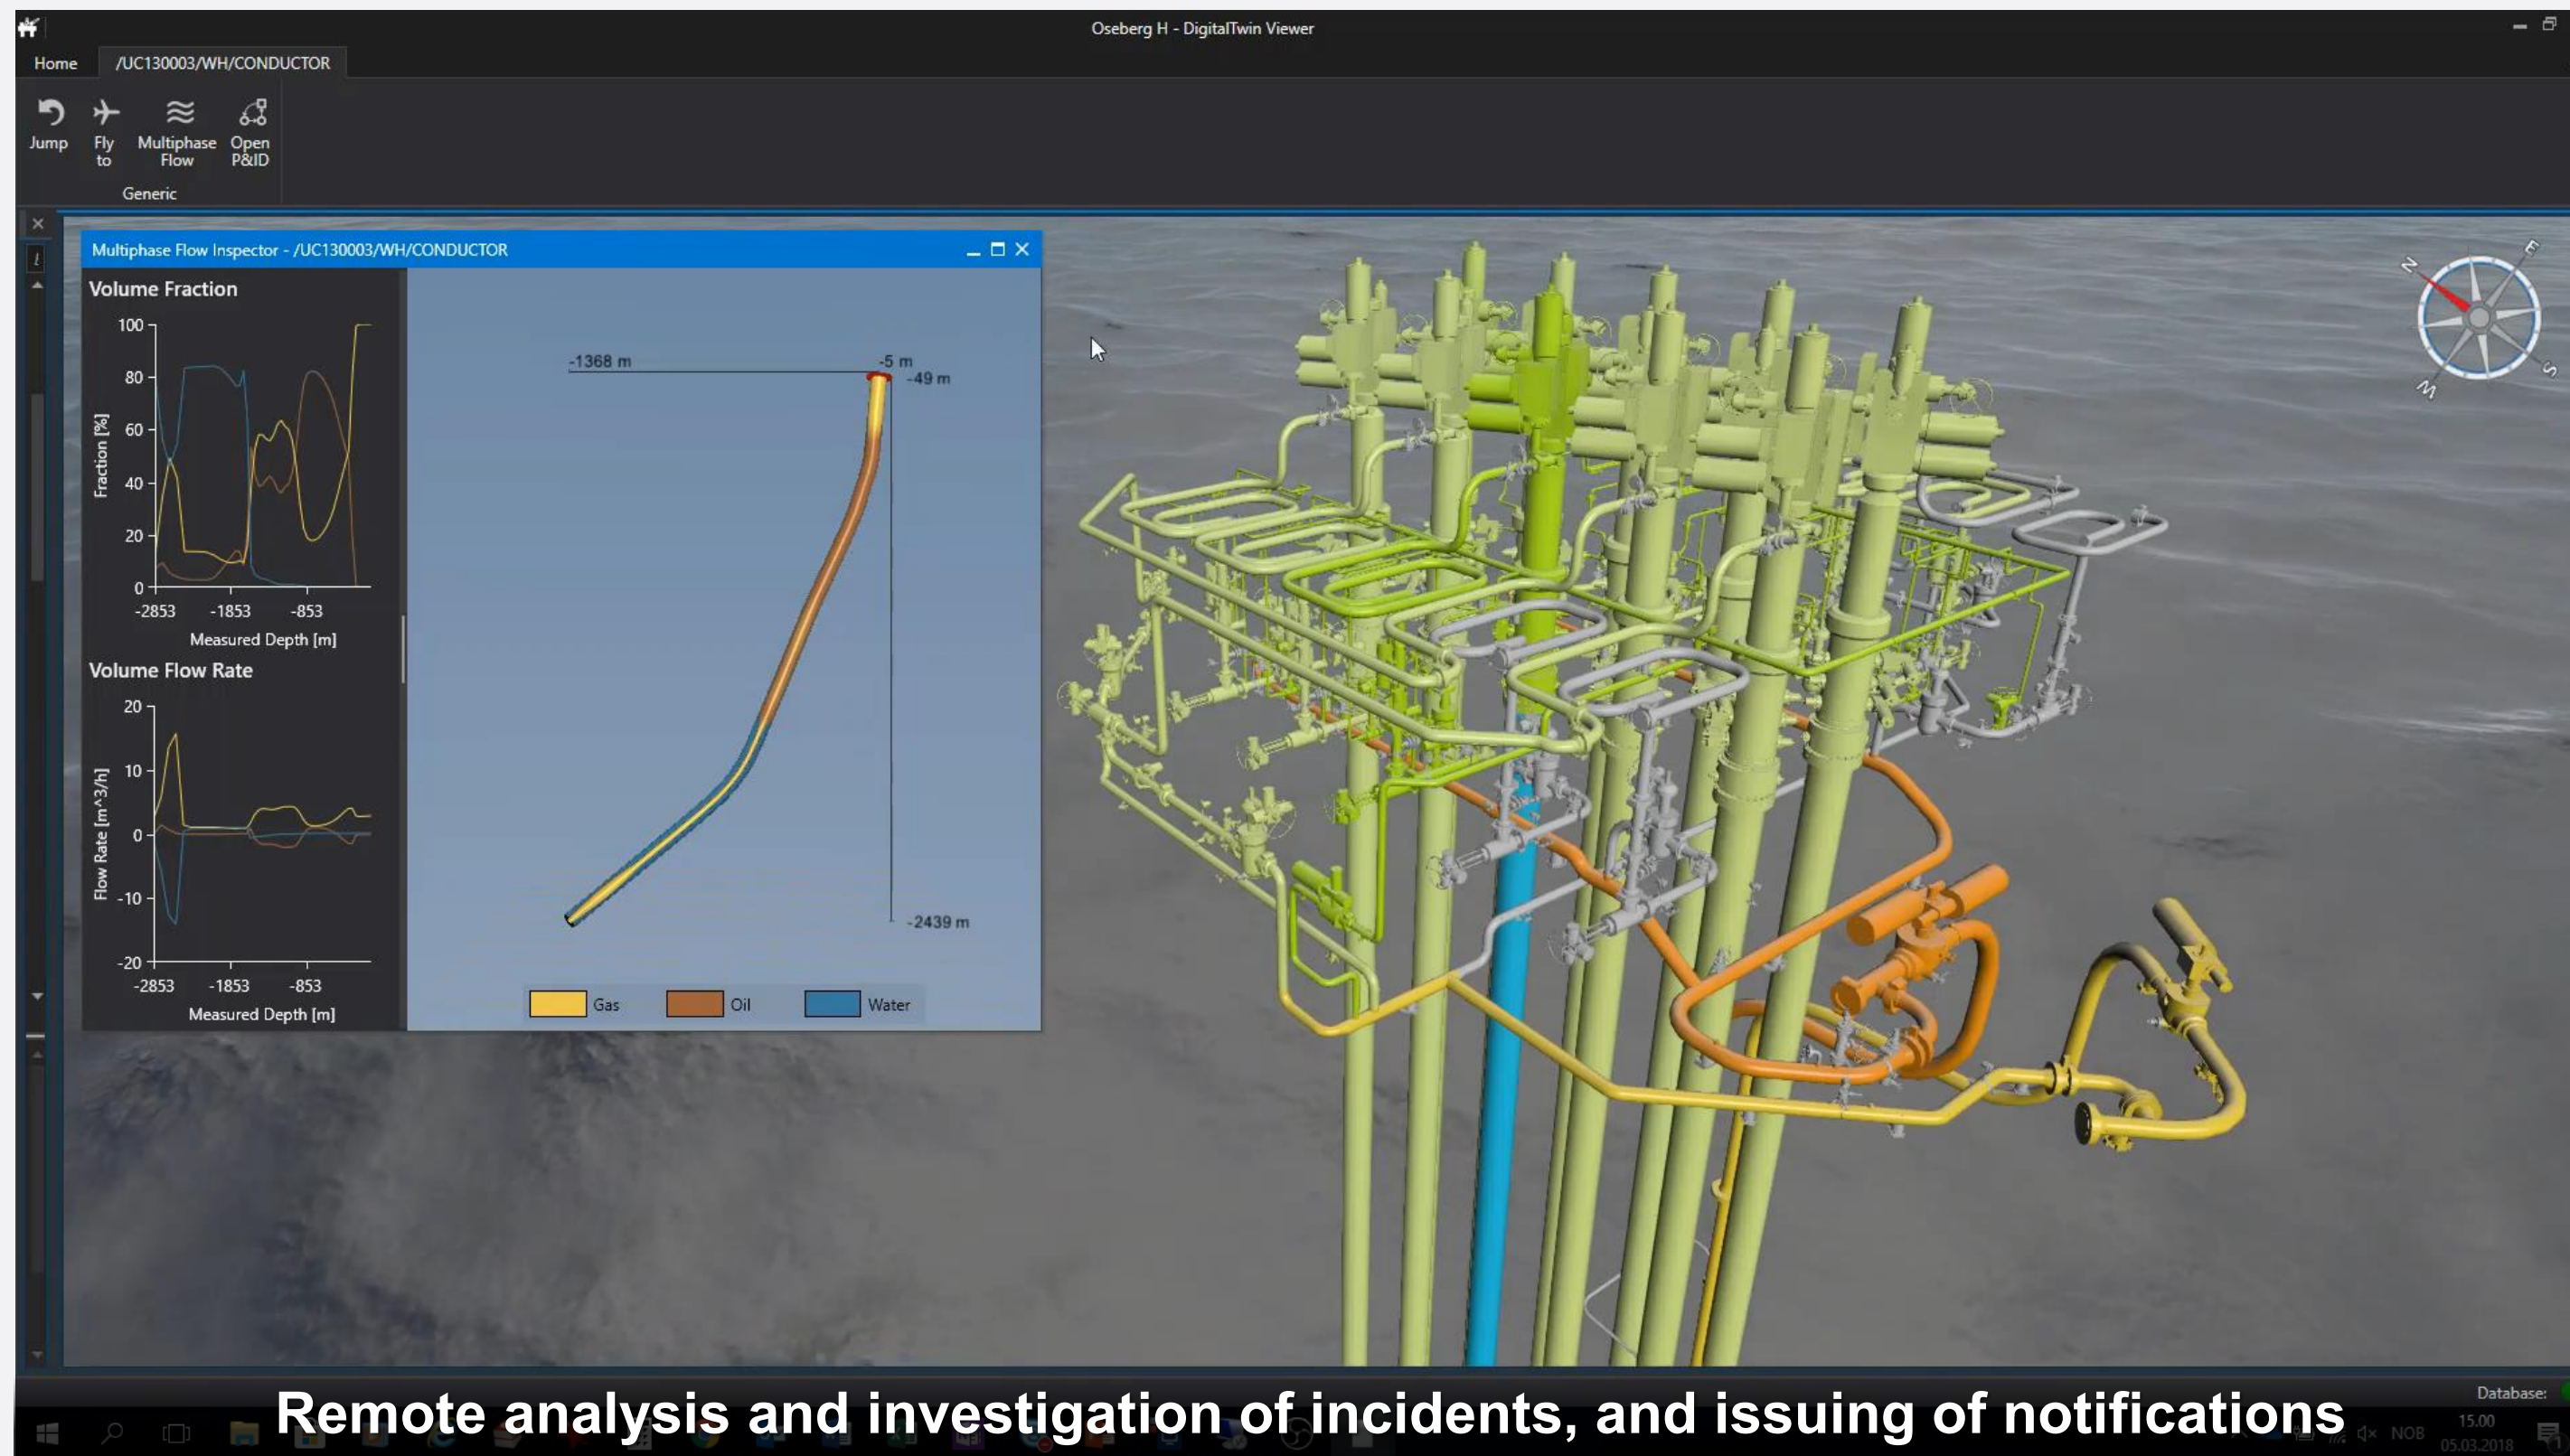 Oseberg H - DigitalTwin Viewer
Home /UC130003/WH/CONDUCTOR
Jump Fly to Multiphase Flow Open P&ID
Generic
Multiphase Flow Inspector - /UC130003/WH/CONDUCTOR
Volume Fraction
100
80
60
40
20
0
Fraction [%]
-2853 -1853 -853
Measured Depth [m]
Volume Flow Rate
20
10
0
-10
-20
Flow Rate [m^3/h]
-2853 -1853 -853
Measured Depth [m]
-1368 m
-5 m
-49 m
-2439 m
Gas Oil Water
N E S W
Database:
Remote analysis and investigation of incidents, and issuing of notifications
NOB
15.00
05.03.2018